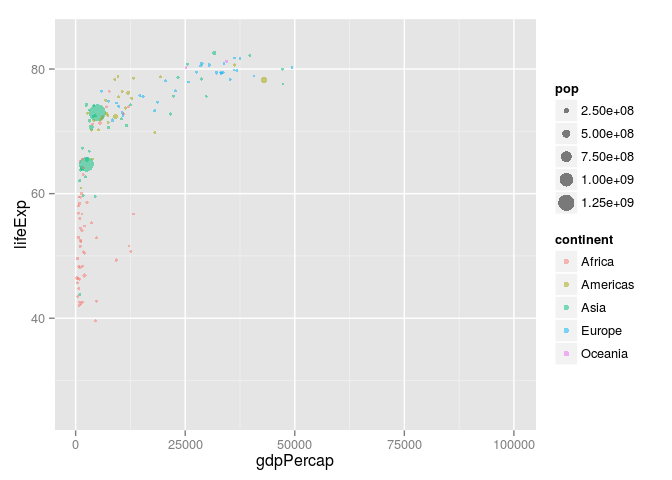 80
60
40
lifeExp
0 25000 50000 75000 100000
gdpPercap
pop
2.50e+08
5.00e+08
7.50e+08
1.00e+09
1.25e+09
continent
Africa
Americas
Asia
Europe
Oceania